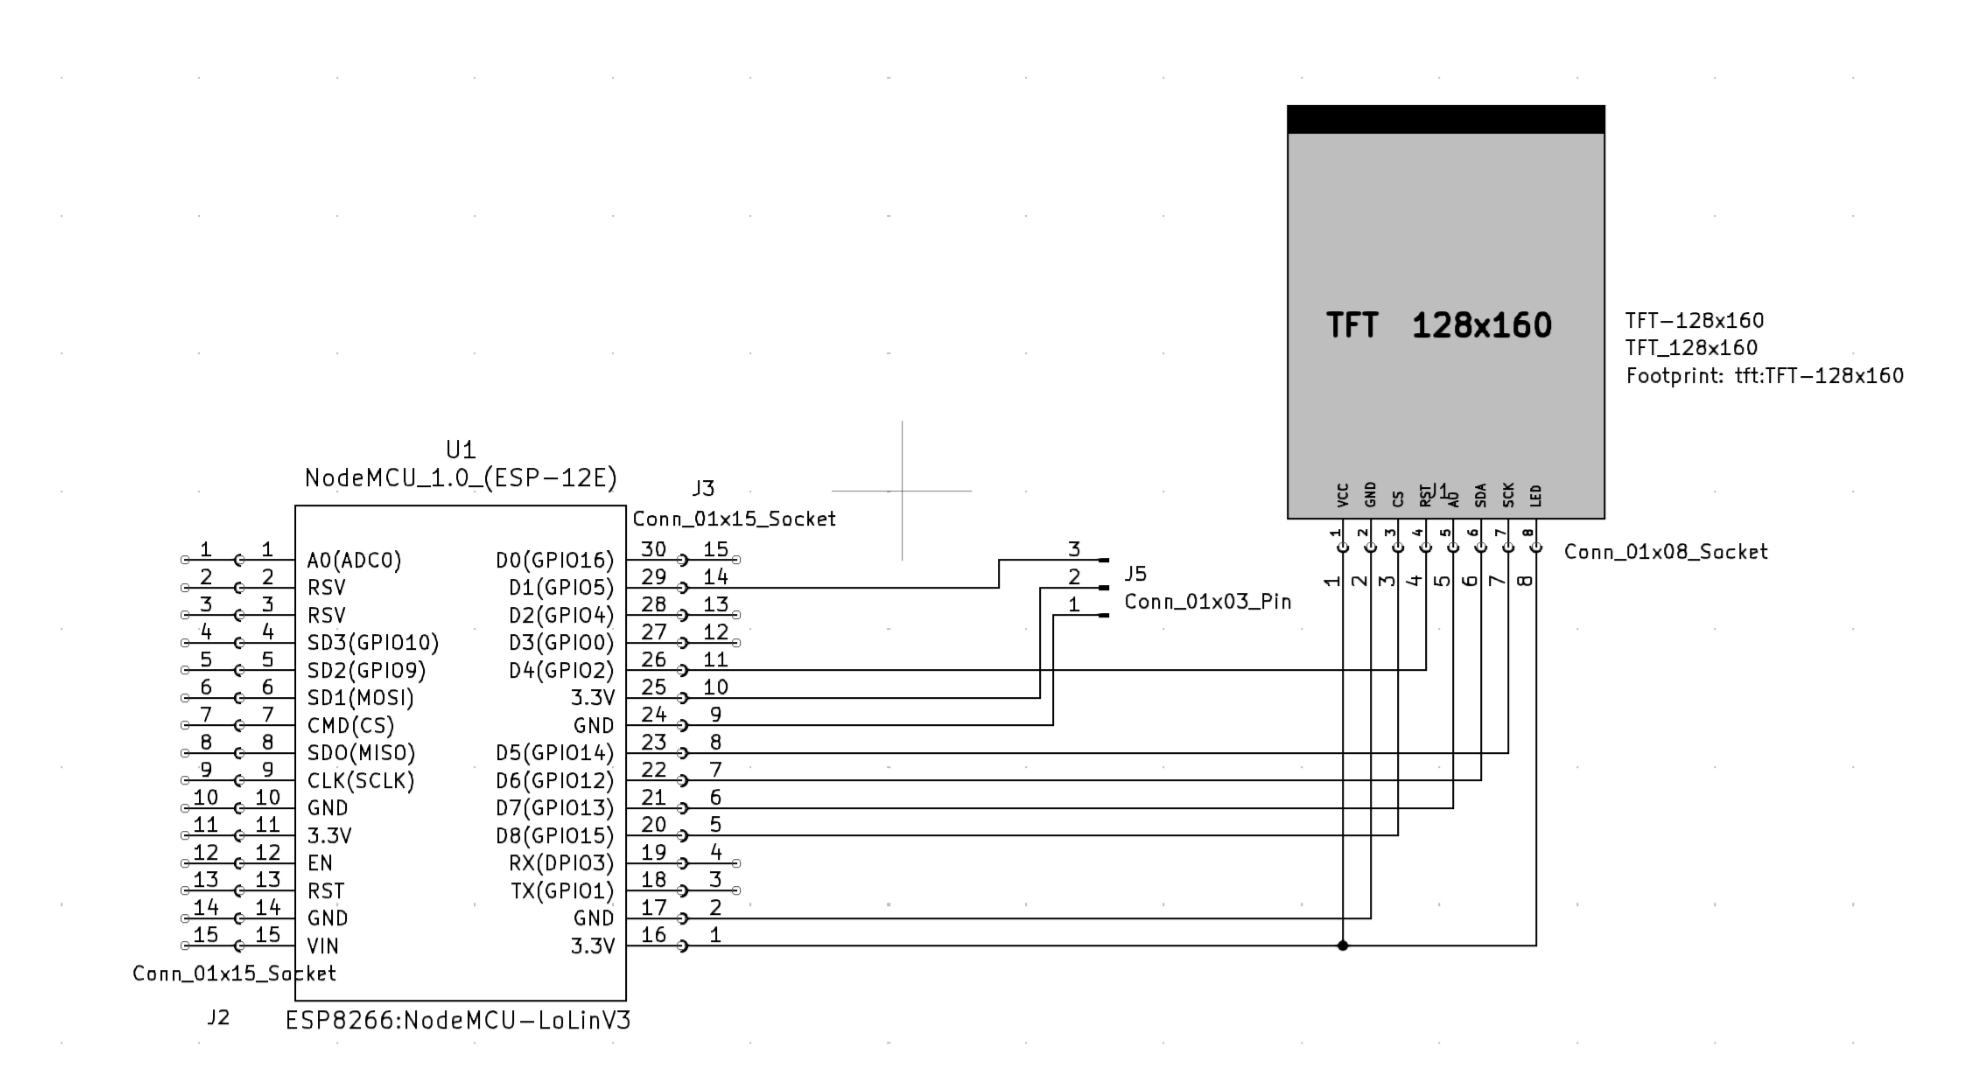 TFT 128x160
TFT-128x160
TFT_128x160
Footprint: tft:TFT-128x160
VCC GND CS RST A0 SDA SCK LED
J1
1 2 3 4 5 6 7 8
Conn_01x08_Socket
1 2 3 4 5 6 7 8
U1
NodeMCU_1.0_(ESP-12E)
J3
Conn_01x15_Socket
1 1 A0(ADC0) D0(GPIO16) 30 15
2 2 RSV D1(GPIO5) 29 14
3 3 RSV D2(GPIO4) 28 13
4 4 SD3(GPIO10) D3(GPIO0) 27 12
5 5 SD2(GPIO9) D4(GPIO2) 26 11
6 6 SD1(MOSI) 3.3V 25 10
7 7 CMD(CS) GND 24 9
8 8 SDO(MISO) D5(GPIO14) 23 8
9 9 CLK(SCLK) D6(GPIO12) 22 7
10 10 GND D7(GPIO13) 21 6
11 11 3.3V D8(GPIO15) 20 5
12 12 EN RX(DPIO3) 19 4
13 13 RST TX(GPIO1) 18 3
14 14 GND GND 17 2
15 15 VIN 3.3V 16 1
Conn_01x15_Socket
J2
ESP8266:NodeMCU-LoLinV3
3
2
1
J5
Conn_01x03_Pin